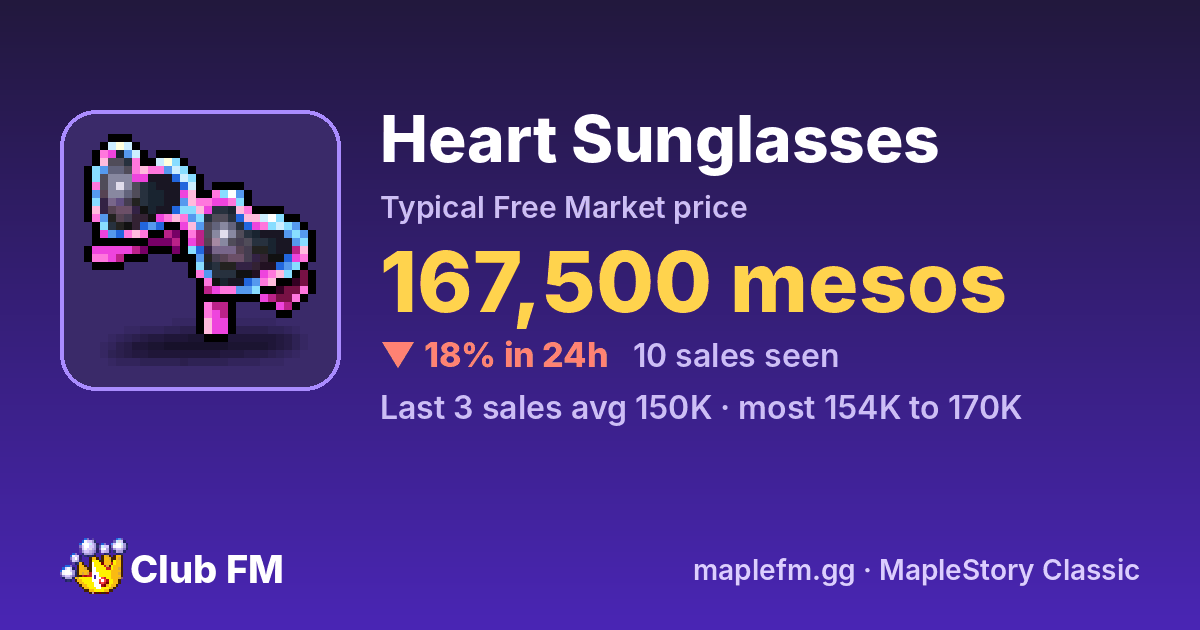 Heart Sunglasses
Typical Free Market price
167,500 mesos
▼ 18% in 24h 10 sales seen
Last 3 sales avg 150K · most 154K to 170K
Club FM
maplefm.gg · MapleStory Classic